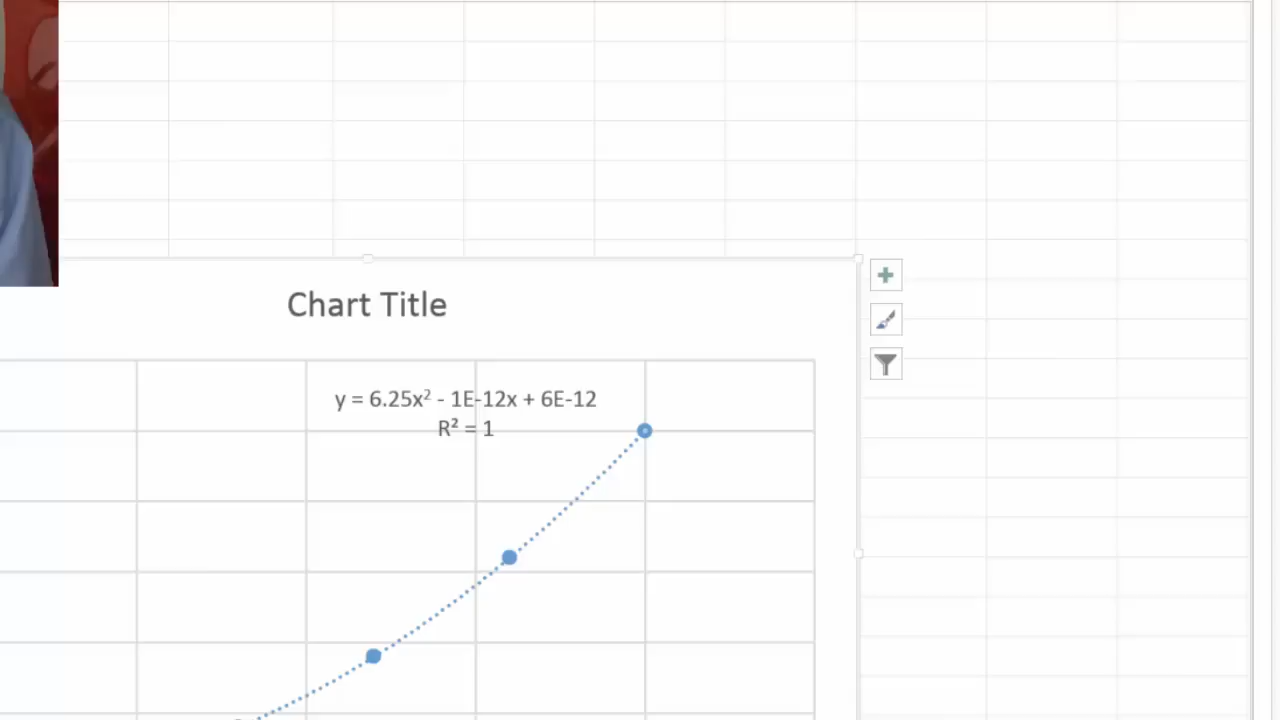 Chart Title
y = 6.25x² - 1E-12x + 6E-12
R² = 1